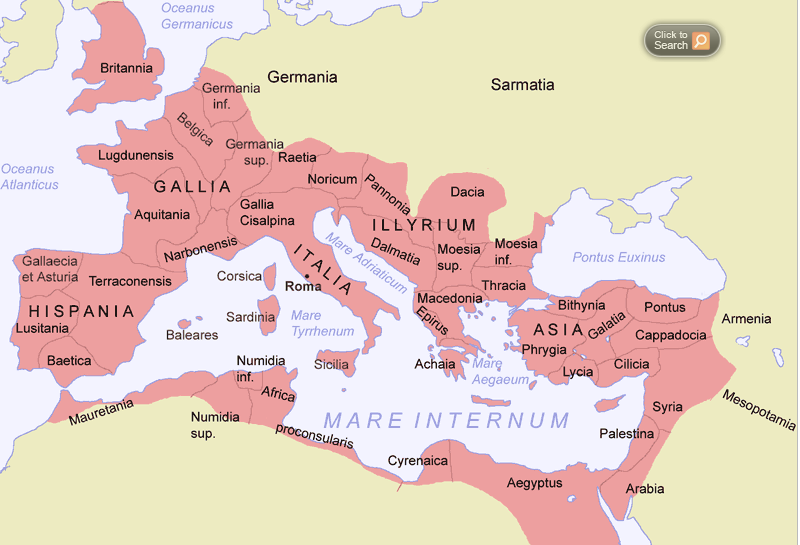 Oceanus
Germanicus
Click to
Search
Britannia
Germania
Sarmatia
Germania
inf.
Belgica
Lugdunensis
Germania
sup.
Raetia
Oceanus
Atlanticus
GALLIA
Noricum
Pannonia
Dacia
Aquitania
Gallia
Cisalpina
ILLYRIUM
Narbonensis
ITALIA
Mare Adriaticum
Dalmatia
Moesia
sup.
Moesia
inf.
Pontus Euxinus
Gallaecia
et Asturia
Terraconensis
Corsica
Roma
Thracia
HISPANIA
Lusitania
Sardinia
Mare
Tyrrhenum
Macedonia
Epirus
Bithynia
Pontus
Armenia
Baleares
ASIA
Galatia
Cappadocia
Phrygia
Baetica
Numidia
inf.
Sicilia
Achaia
Mare
Aegaeum
Lycia
Cilicia
Africa
Mauretania
Numidia
sup.
proconsularis
MARE INTERNUM
Syria
Mesopotamia
Palestina
Cyrenaica
Aegyptus
Arabia